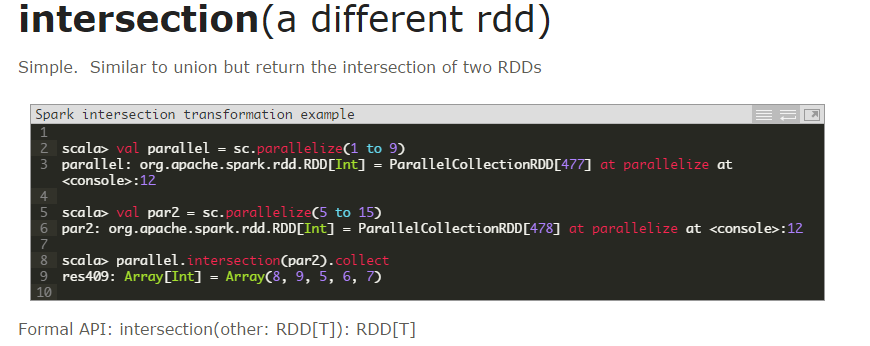 intersection(a different rdd)
Simple.  Similar to union but return the intersection of two RDDs
Spark intersection transformation example
1
2 scala> val parallel = sc.parallelize(1 to 9)
3 parallel: org.apache.spark.rdd.RDD[Int] = ParallelCollectionRDD[477] at parallelize at
<console>:12
4
5 scala> val par2 = sc.parallelize(5 to 15)
6 par2: org.apache.spark.rdd.RDD[Int] = ParallelCollectionRDD[478] at parallelize at <console>:12
7
8 scala> parallel.intersection(par2).collect
9 res409: Array[Int] = Array(8, 9, 5, 6, 7)
10
Formal API: intersection(other: RDD[T]): RDD[T]